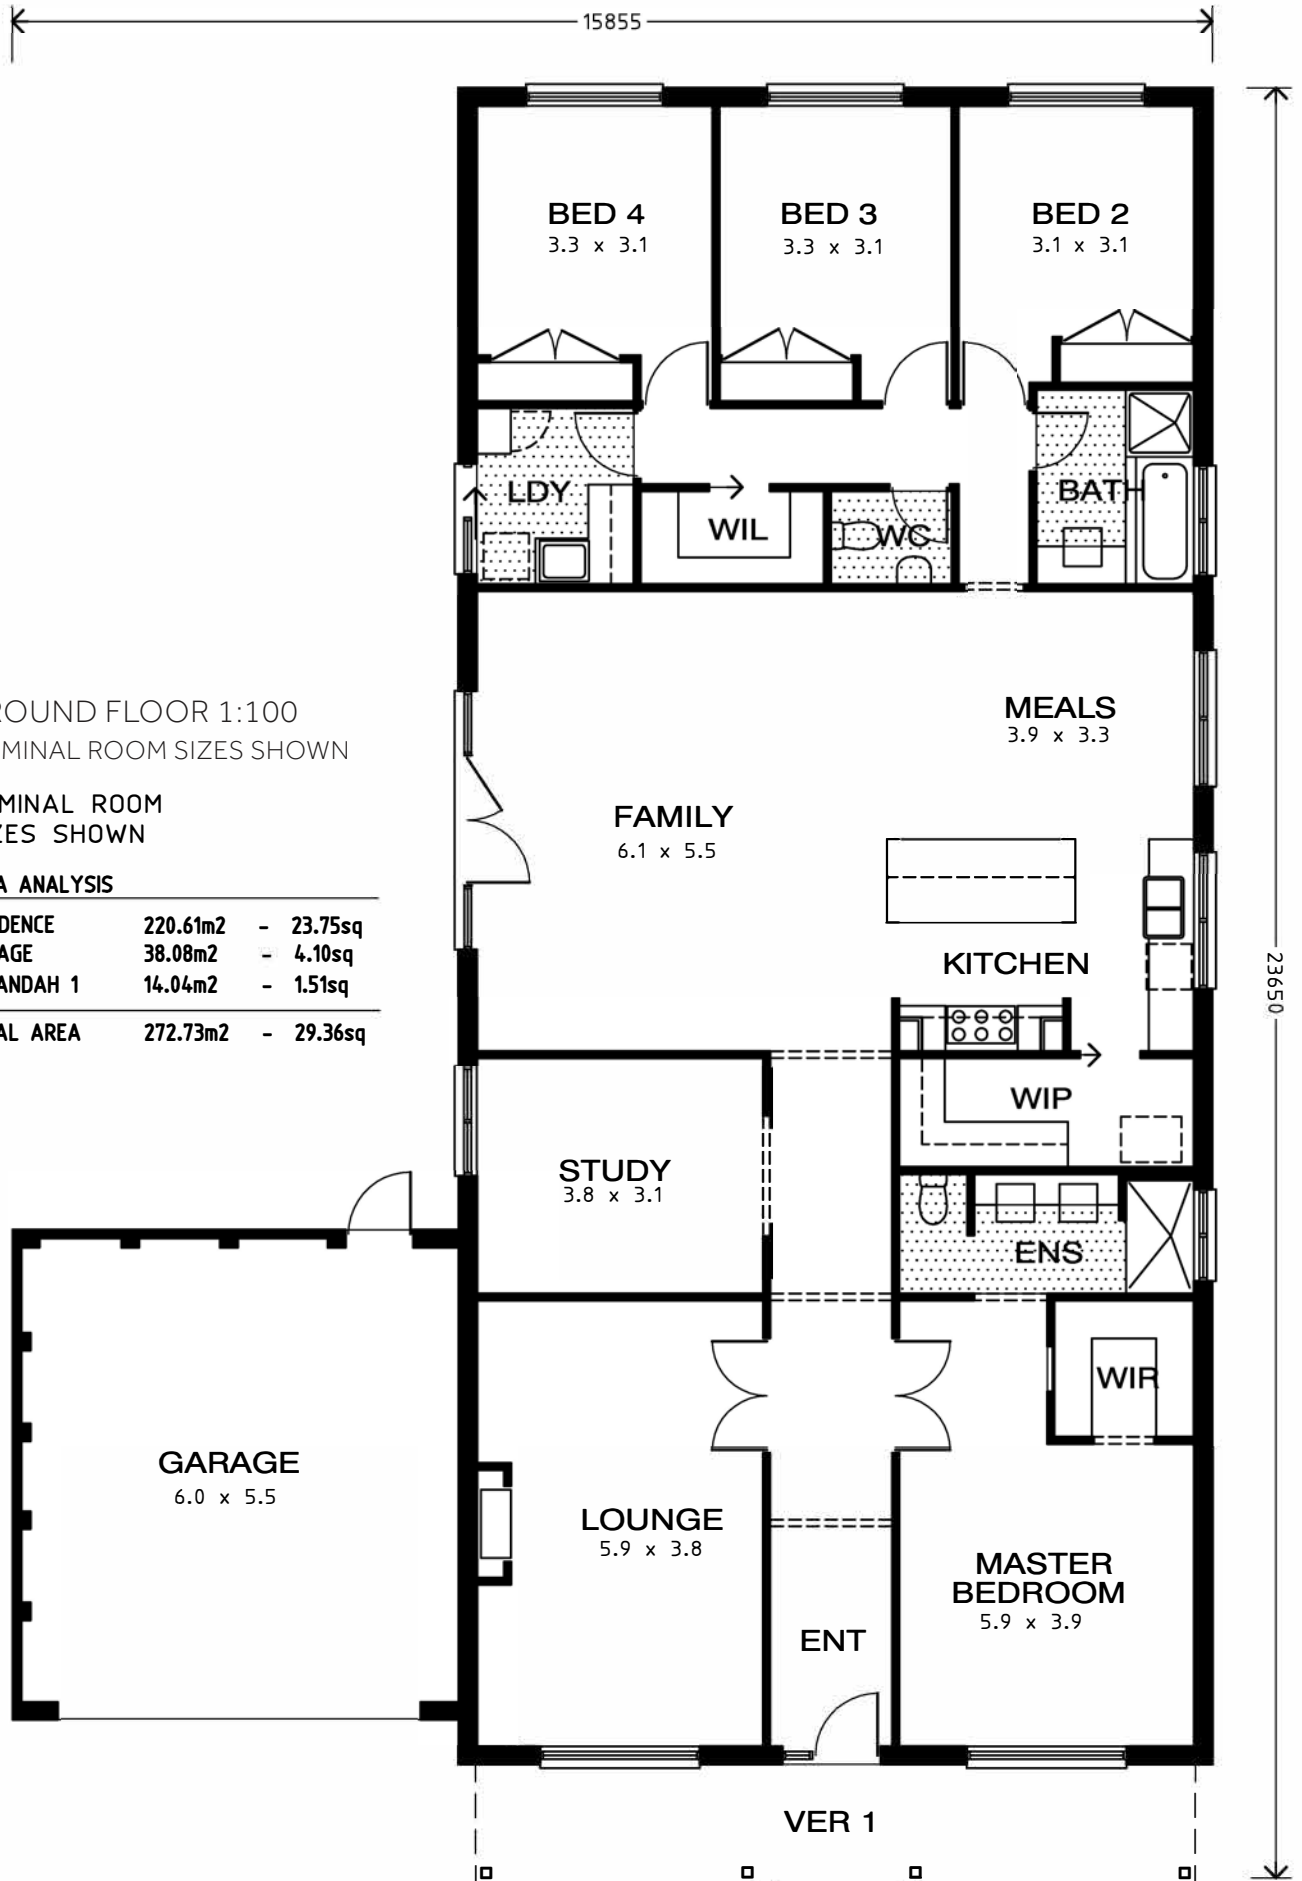 15855
BED 4
3.3 x 3.1
BED 3
3.3 x 3.1
BED 2
3.1 x 3.1
LDY
WIL
WC
BATH
ROUND FLOOR 1:100
MINAL ROOM SIZES SHOWN
MINAL ROOM
ZES SHOWN
A ANALYSIS
DENCE 220.61m2 - 23.75sq
AGE 38.08m2 - 4.10sq
ANDAH 1 14.04m2 - 1.51sq
AL AREA 272.73m2 - 29.36sq
MEALS
3.9 x 3.3
FAMILY
6.1 x 5.5
KITCHEN
23650
WIP
STUDY
3.8 x 3.1
ENS
WIR
GARAGE
6.0 x 5.5
LOUNGE
5.9 x 3.8
MASTER
BEDROOM
5.9 x 3.9
ENT
VER 1